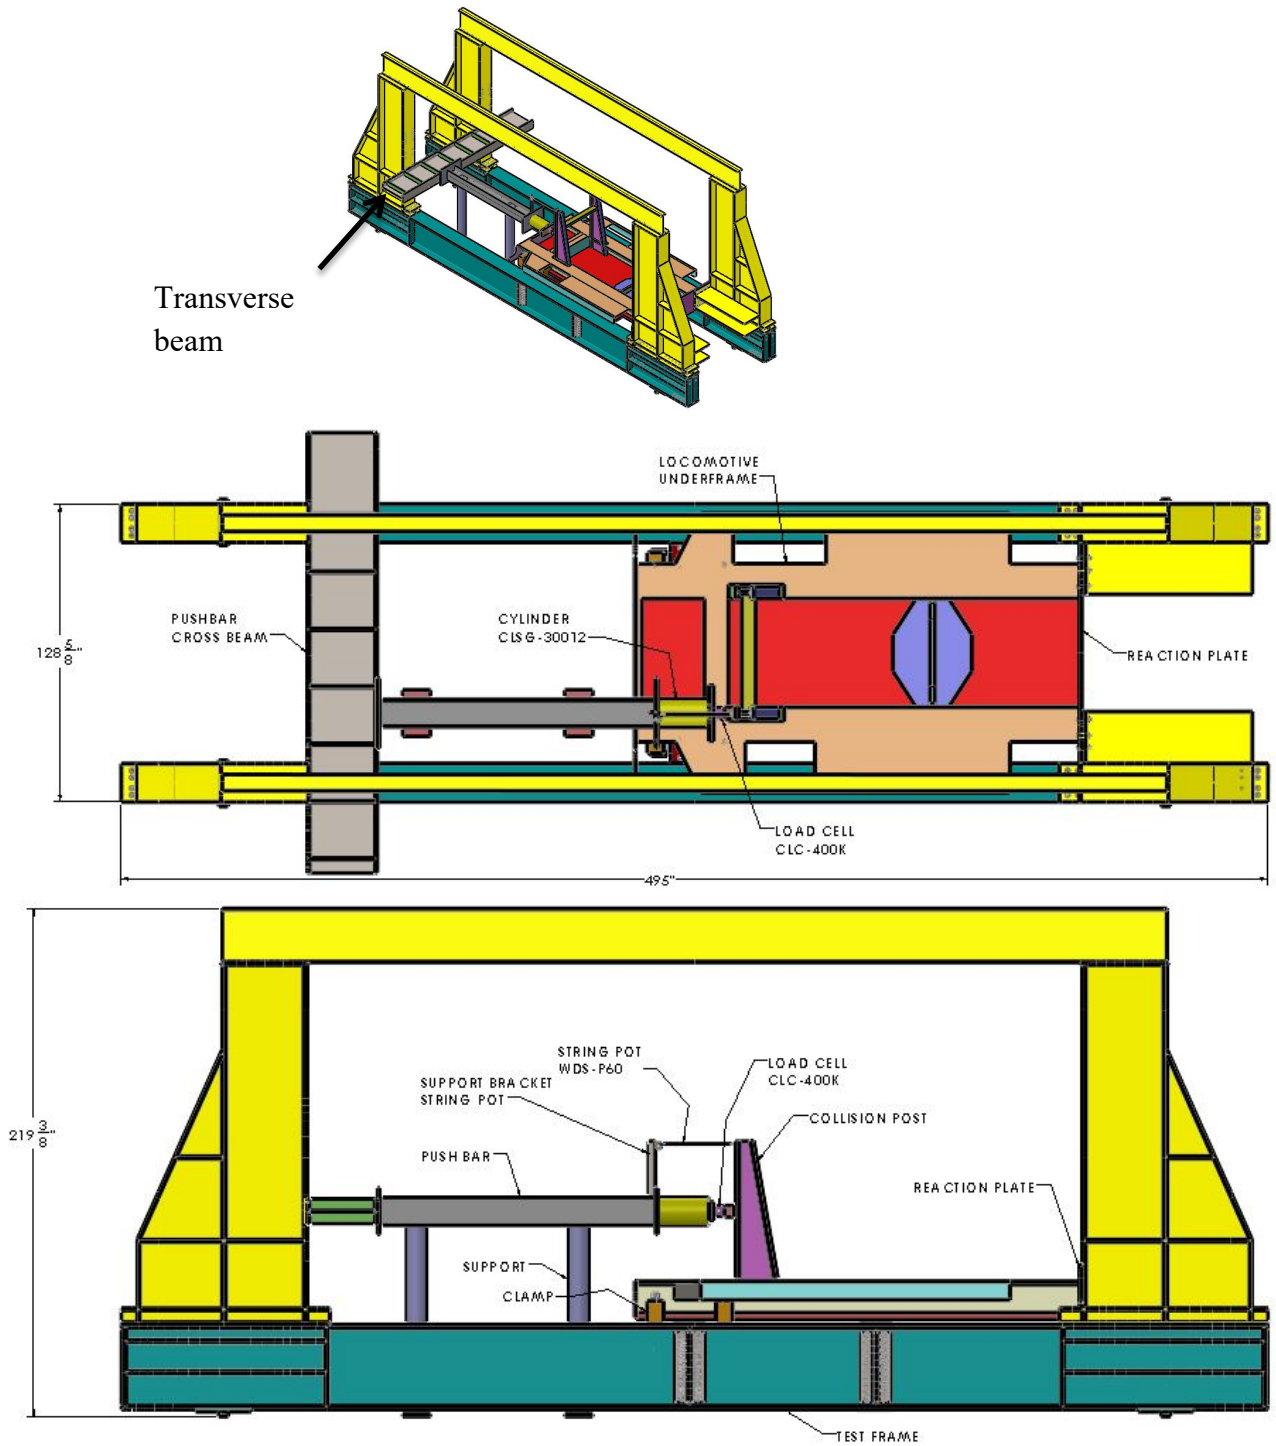 Transverse
beam
LOCOMOTIVE
UNDERFRAME
PUSHBAR
CROSS BEAM
CYLINDER
CLSG-30012
128 5/8"
REACTION PLATE
LOAD CELL
CLC-400K
495"
STRING POT
WDS-P60
LOAD CELL
CLC-400K
SUPPORT BRACKET
STRING POT
COLLISION POST
219 3/8"
PUSH BAR
REACTION PLATE
SUPPORT
CLAMP
TEST FRAME